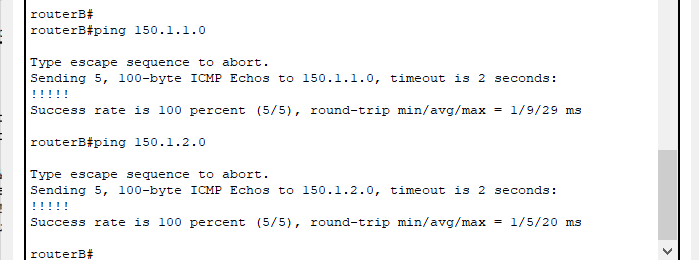 routerB#
routerB#ping 150.1.1.0
Type escape sequence to abort.
Sending 5, 100-byte ICMP Echos to 150.1.1.0, timeout is 2 seconds:
!!!!!
Success rate is 100 percent (5/5), round-trip min/avg/max = 1/9/29 ms
routerB#ping 150.1.2.0
Type escape sequence to abort.
Sending 5, 100-byte ICMP Echos to 150.1.2.0, timeout is 2 seconds:
!!!!!
Success rate is 100 percent (5/5), round-trip min/avg/max = 1/5/20 ms
routerB#